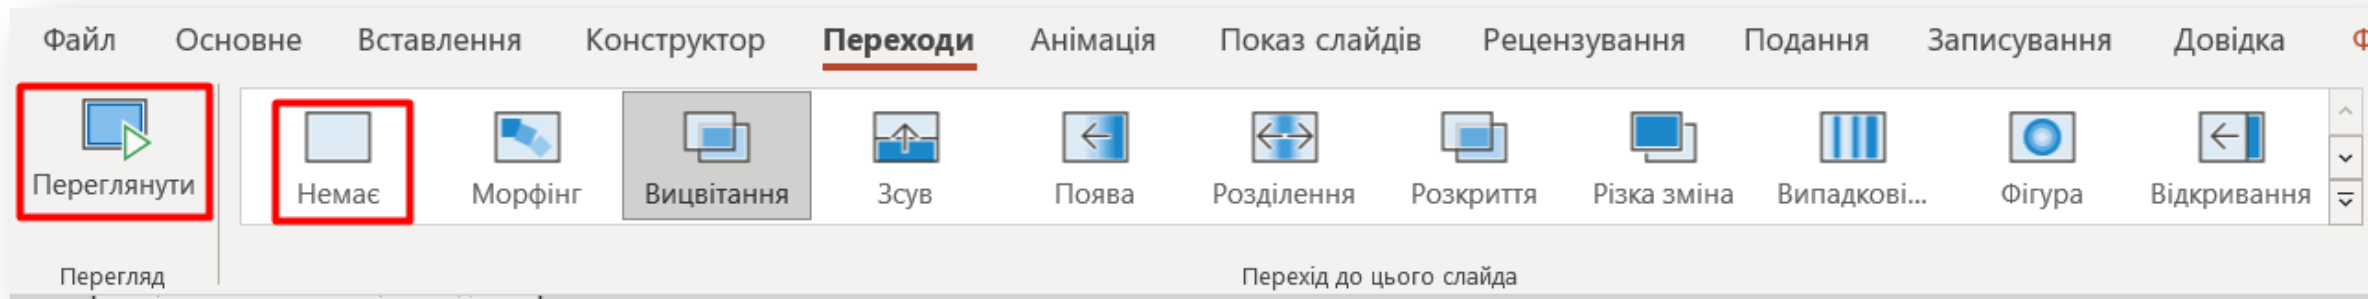 Файл Основне Вставлення Конструктор Переходи Анімація Показ слайдів Рецензування Подання Записування Довідка Ф
Переглянути
Немає Морфінг Вицвітання Зсув Поява Розділення Розкриття Різка зміна Випадкові... Фігура Відкривання
Перегляд Перехід до цього слайда